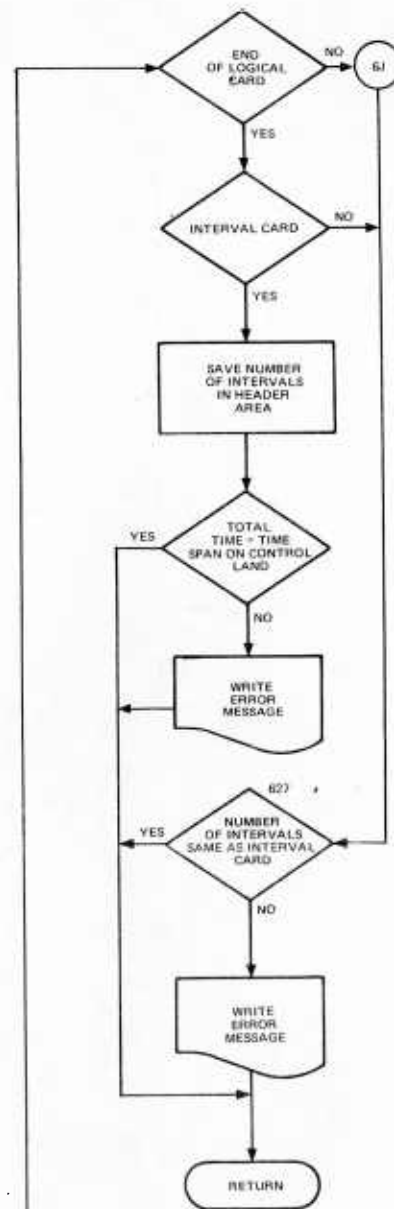 END
OF LOGICAL
CARD
NO
6J
YES
INTERVAL CARD
NO
YES
SAVE NUMBER
OF INTERVALS
IN HEADER
AREA
YES
TOTAL
TIME = TIME
SPAN ON CONTROL
LAND
NO
WRITE
ERROR
MESSAGE
627
YES
NUMBER
OF INTERVALS
SAME AS INTERVAL
CARD
NO
WRITE
ERROR
MESSAGE
RETURN